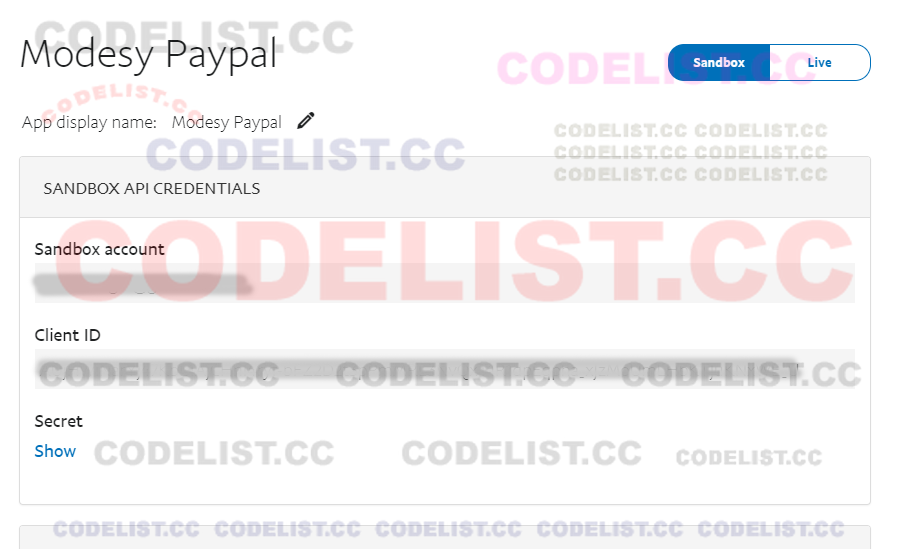 CODELIST.CC
Modesy Paypal
CODELIST.CC
Sandbox
Live
CODELIST.CC
App display name: Modesy Paypal
CODELIST.CC CODELIST.CC
CODELIST.CC CODELIST.CC
CODELIST.CC CODELIST.CC
CODELIST.CC
SANDBOX API CREDENTIALS
CODELIST.CC
Sandbox account
Client ID
CODELIST.CC CODELIST.CC CODELIST.CC
Secret
Show
CODELIST.CC CODELIST.CC CODELIST.CC
CODELIST.CC CODELIST.CC CODELIST.CC CODELIST.CC CODELIST.CC